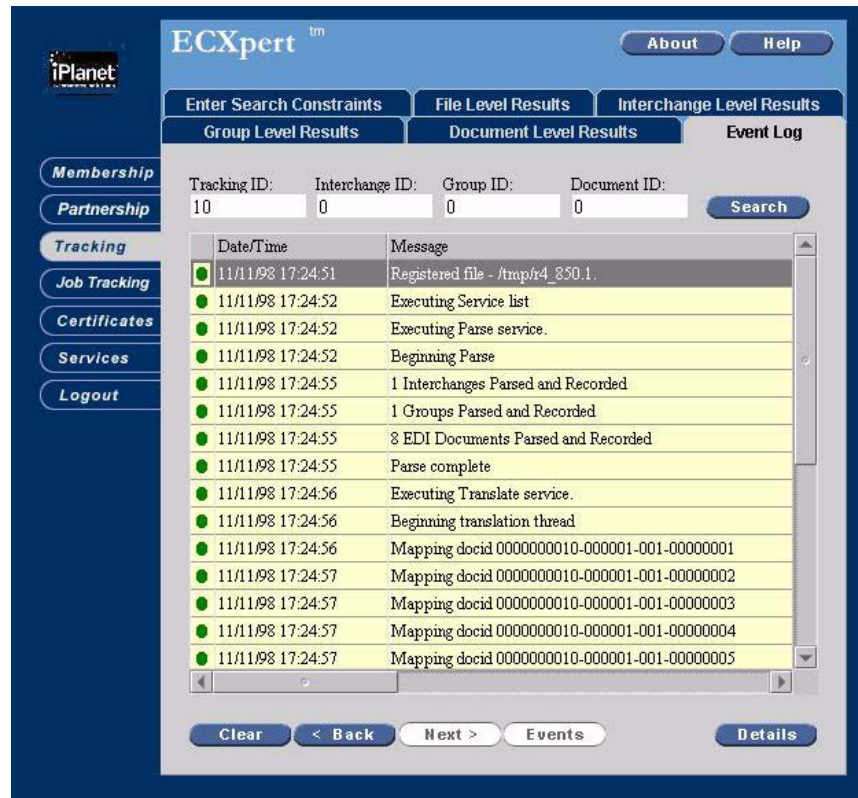 ECXpert tm
About Help
iPlanet
Enter Search Constraints File Level Results Interchange Level Results
Group Level Results Document Level Results Event Log
Membership
Partnership
Tracking
Job Tracking
Certificates
Services
Logout
Tracking ID: Interchange ID: Group ID: Document ID:
10 0 0 0 Search
Date/Time Message
11/11/98 17:24:51 Registered file - /tmp/r4_850.1.
11/11/98 17:24:52 Executing Service list
11/11/98 17:24:52 Executing Parse service.
11/11/98 17:24:52 Beginning Parse
11/11/98 17:24:55 1 Interchanges Parsed and Recorded
11/11/98 17:24:55 1 Groups Parsed and Recorded
11/11/98 17:24:55 8 EDI Documents Parsed and Recorded
11/11/98 17:24:55 Parse complete
11/11/98 17:24:56 Executing Translate service.
11/11/98 17:24:56 Beginning translation thread
11/11/98 17:24:56 Mapping docid 0000000010-000001-001-00000001
11/11/98 17:24:57 Mapping docid 0000000010-000001-001-00000002
11/11/98 17:24:57 Mapping docid 0000000010-000001-001-00000003
11/11/98 17:24:57 Mapping docid 0000000010-000001-001-00000004
11/11/98 17:24:57 Mapping docid 0000000010-000001-001-00000005
Clear < Back Next > Events Details